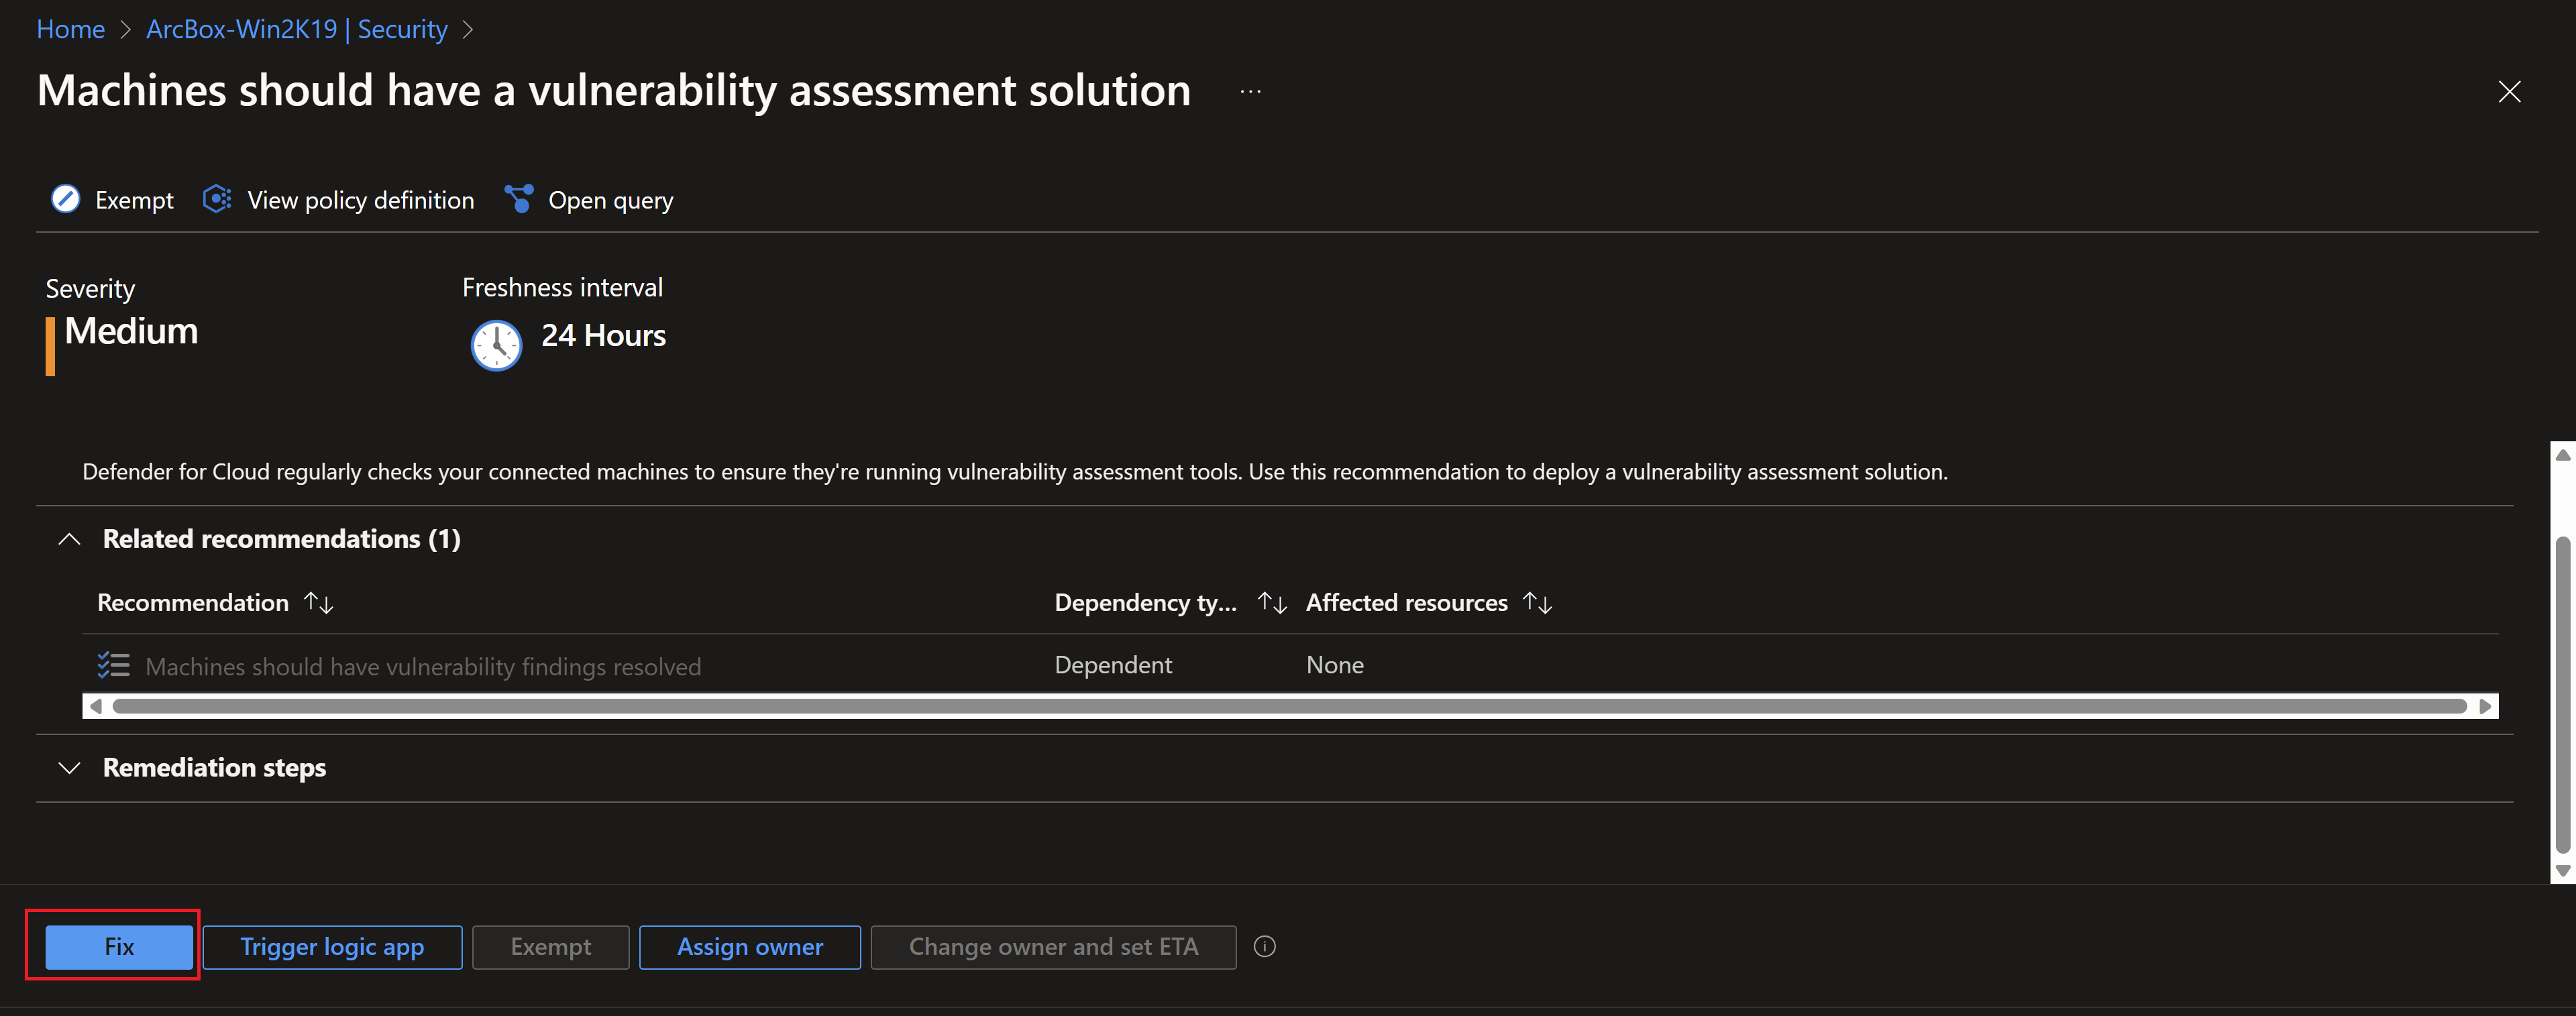 Home > ArcBox-Win2K19 | Security >
Machines should have a vulnerability assessment solution ...
Exempt View policy definition Open query
Severity Freshness interval
Medium 24 Hours
Defender for Cloud regularly checks your connected machines to ensure they're running vulnerability assessment tools. Use this recommendation to deploy a vulnerability assessment solution.
Related recommendations (1)
Recommendation ↑↓ Dependency ty... ↑↓ Affected resources ↑↓
Machines should have vulnerability findings resolved Dependent None
Remediation steps
Fix Trigger logic app Exempt Assign owner Change owner and set ETA